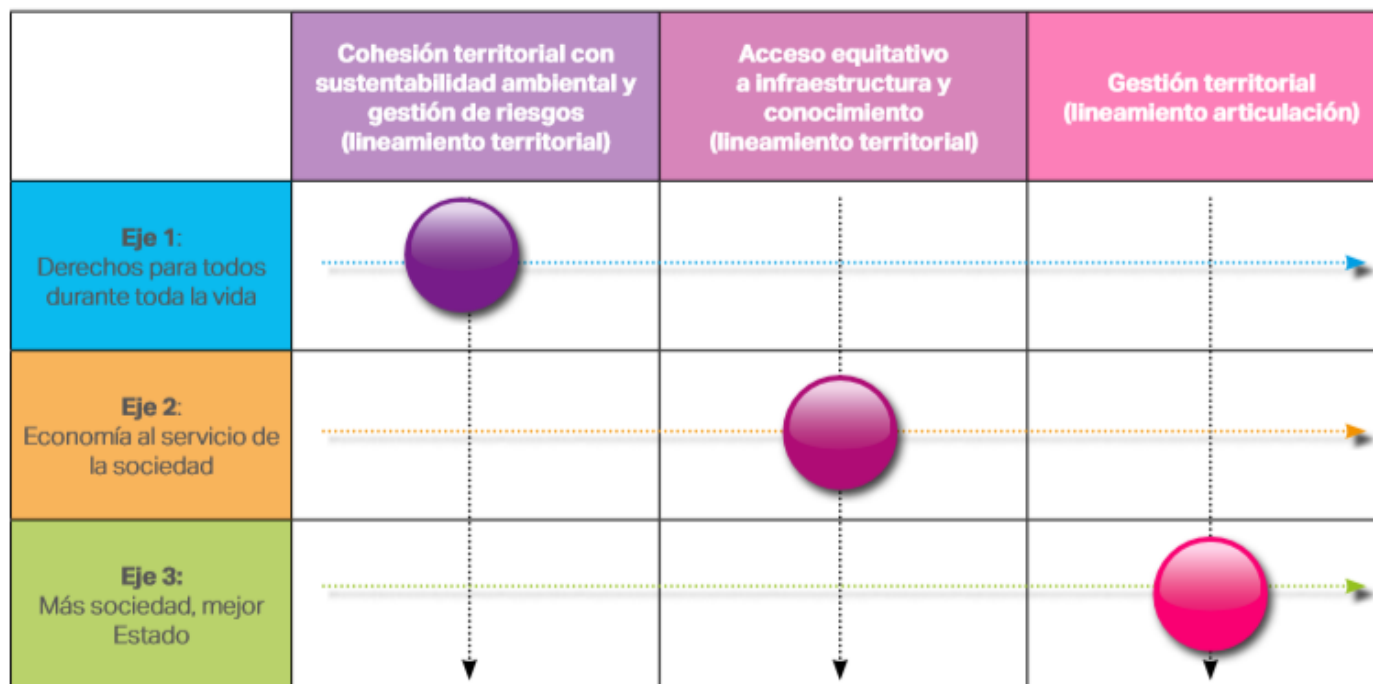 Cohesión territorial con
sustentabilidad ambiental y
gestión de riesgos
(lineamiento territorial)
Acceso equitativo
a infraestructura y
conocimiento
(lineamiento territorial)
Gestión territorial
(lineamiento articulación)
Eje 1:
Derechos para todos
durante toda la vida
Eje 2:
Economía al servicio de
la sociedad
Eje 3:
Más sociedad, mejor
Estado